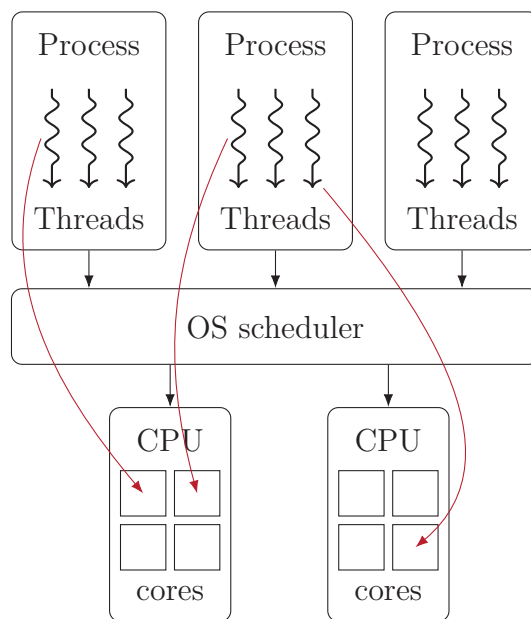 Process
Process
Process
Threads
Threads
Threads
OS scheduler
CPU
CPU
cores
cores